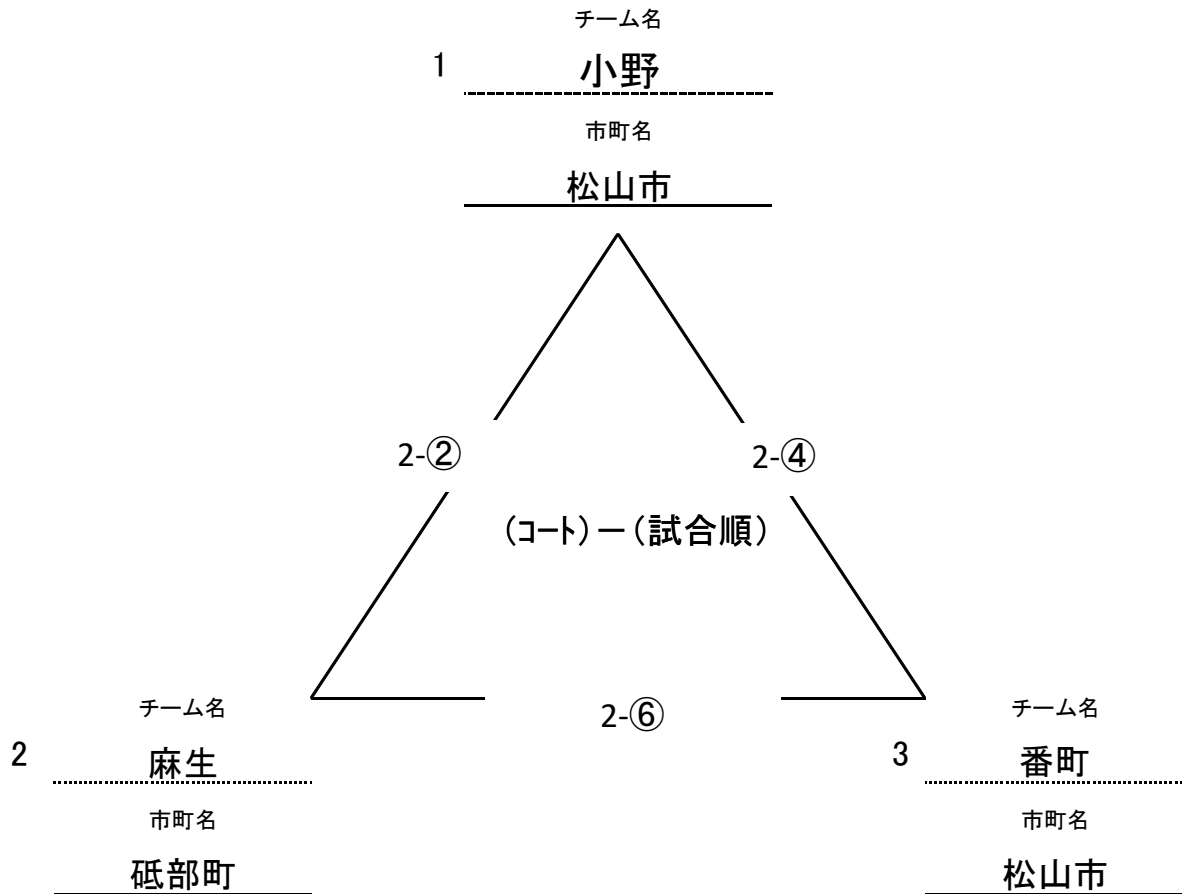 チーム名
1 小野
市町名
松山市
2-② 2-④
(コート)ー(試合順)
2-⑥
チーム名 チーム名
2 麻生 3 番町
市町名 市町名
砥部町 松山市